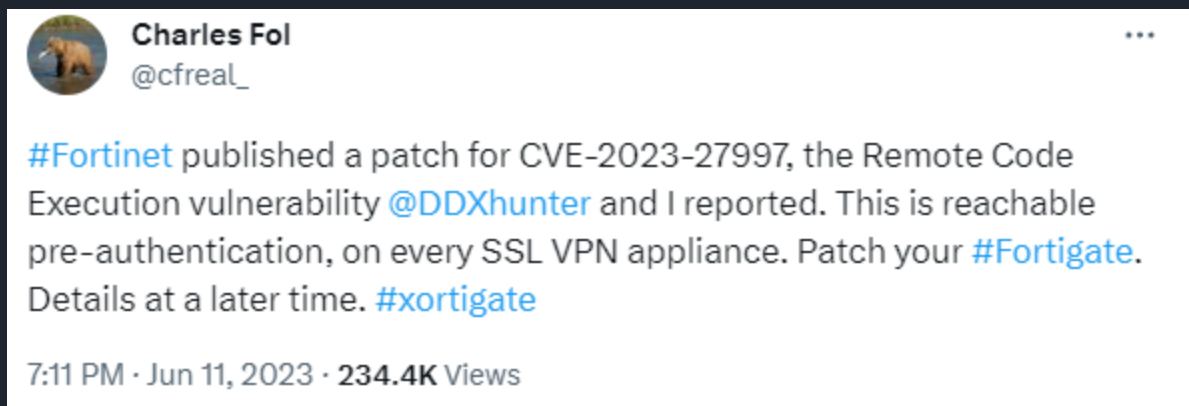 Charles Fol
@cfreal_
#Fortinet published a patch for CVE-2023-27997, the Remote Code
Execution vulnerability @DDXhunter and I reported. This is reachable
pre-authentication, on every SSL VPN appliance. Patch your #Fortigate.
Details at a later time. #xortigate
7:11 PM · Jun 11, 2023 · 234.4K Views